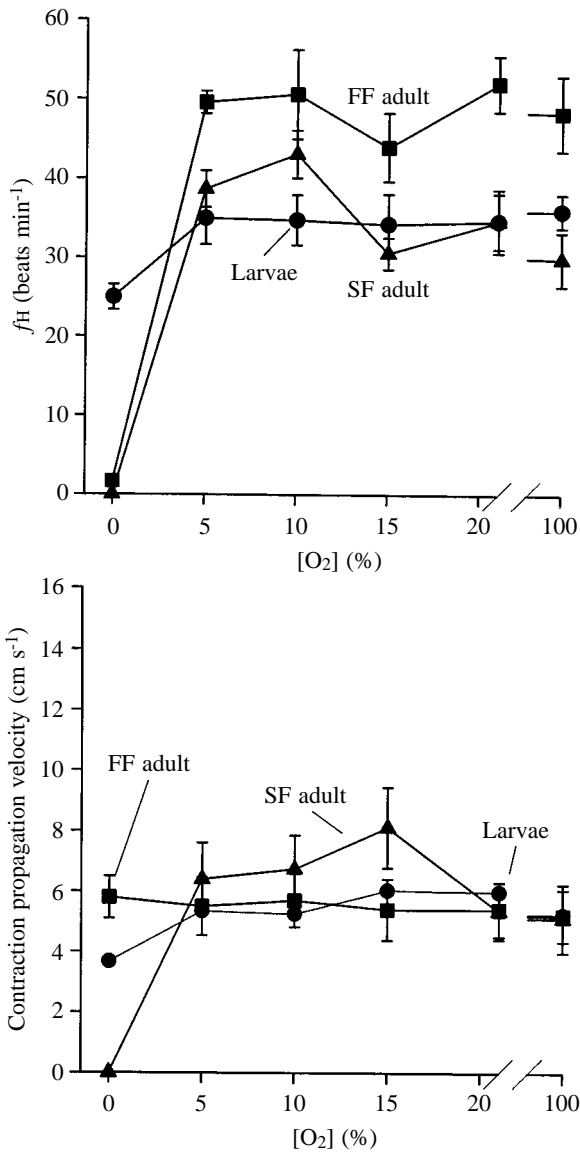 60
50
40
30
20
10
0
fH (beats min-1)
FF adult
Larvae
SF adult
0 5 10 15 20 100
[O2] (%)
16
14
12
10
8
6
4
2
0
Contraction propagation velocity (cm s-1)
FF adult
SF adult
Larvae
0 5 10 15 20 100
[O2] (%)